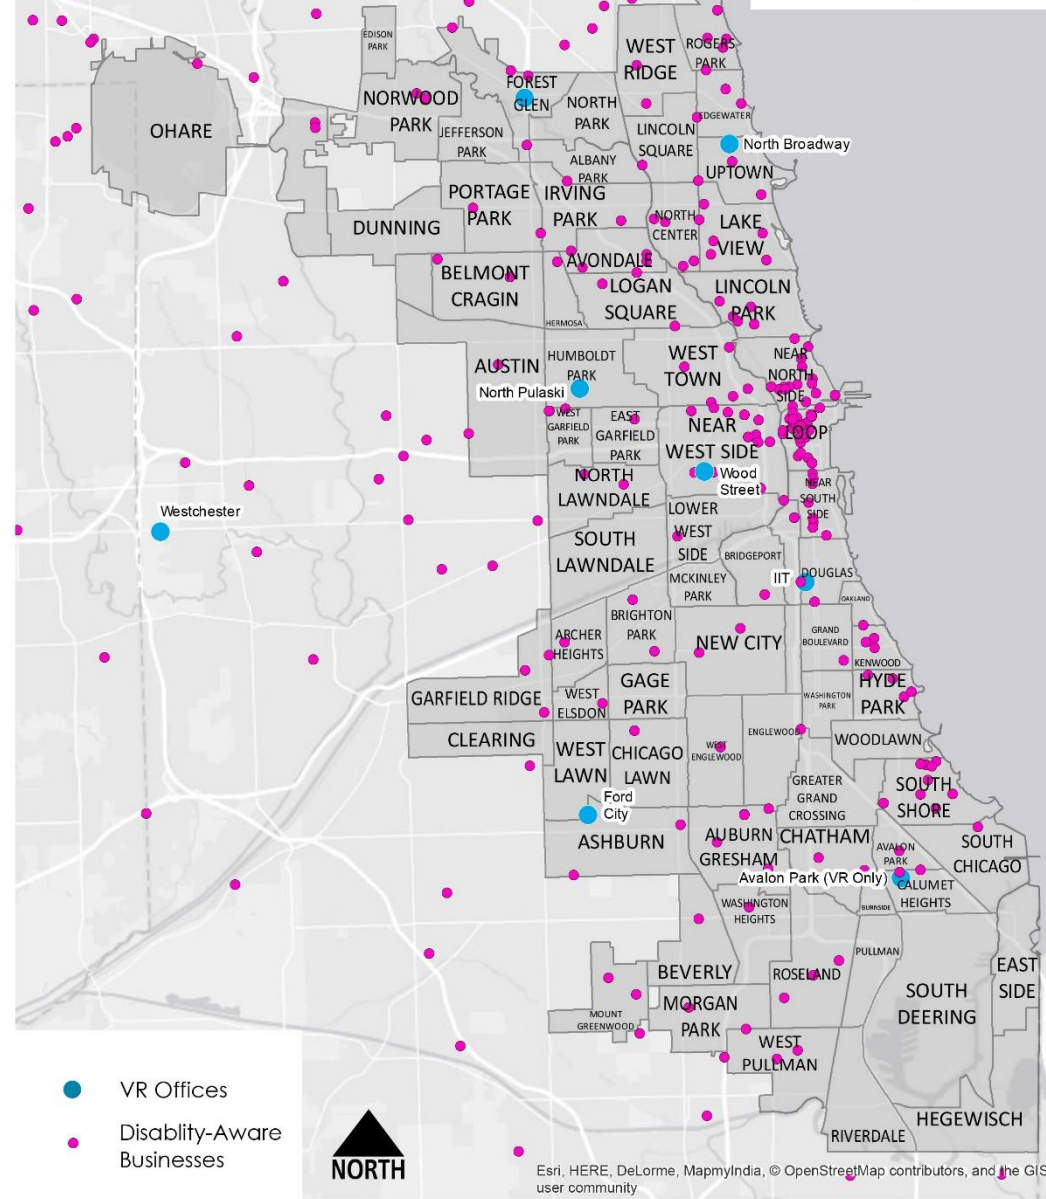 EDISON
PARK
WEST
RIDGE
ROGERS
PARK
FOREST
GLEN
NORWOOD
PARK
NORTH
PARK
OHARE
JEFFERSON
PARK
LINCOLN
SQUARE
EDGEWATER
North Broadway
ALBANY
PARK
UPTOWN
PORTAGE
PARK
IRVING
PARK
DUNNING
NORTH
CENTER
LAKE
VIEW
AVONDALE
BELMONT
CRAGIN
LOGAN
SQUARE
LINCOLN
PARK
HERMOSA
AUSTIN
HUMBOLDT
PARK
WEST
TOWN
NEAR
NORTH
SIDE
North Pulaski
WEST
GARFIELD
PARK
EAST
GARFIELD
PARK
NEAR
WEST SIDE
LOOP
Wood
Street
NORTH
LAWNDALE
NEAR
SOUTH
SIDE
Westchester
LOWER
WEST
SIDE
SOUTH
LAWNDALE
BRIDGEPORT
MCKINLEY
PARK
IIT
DOUGLAS
OAKLAND
BRIGHTON
PARK
ARCHER
HEIGHTS
NEW CITY
GRAND
BOULEVARD
KENWOOD
GAGE
PARK
HYDE
PARK
GARFIELD RIDGE
WEST
ELSDON
WASHINGTON
PARK
CLEARING
WEST
LAWN
CHICAGO
LAWN
WEST
ENGLEWOOD
ENGLEWOOD
WOODLAWN
GREATER
GRAND
CROSSING
SOUTH
SHORE
Ford
City
ASHBURN
AUBURN
GRESHAM
CHATHAM
AVALON
PARK
SOUTH
CHICAGO
Avalon Park (VR Only)
CALUMET
HEIGHTS
WASHINGTON
HEIGHTS
BURNSIDE
PULLMAN
BEVERLY
ROSELAND
EAST
SIDE
SOUTH
DEERING
MOUNT
GREENWOOD
MORGAN
PARK
WEST
PULLMAN
HEGEWISCH
RIVERDALE
VR Offices
Disablity-Aware
Businesses
NORTH
Esri, HERE, DeLorme, MapmyIndia, © OpenStreetMap contributors, and the GIS
user community